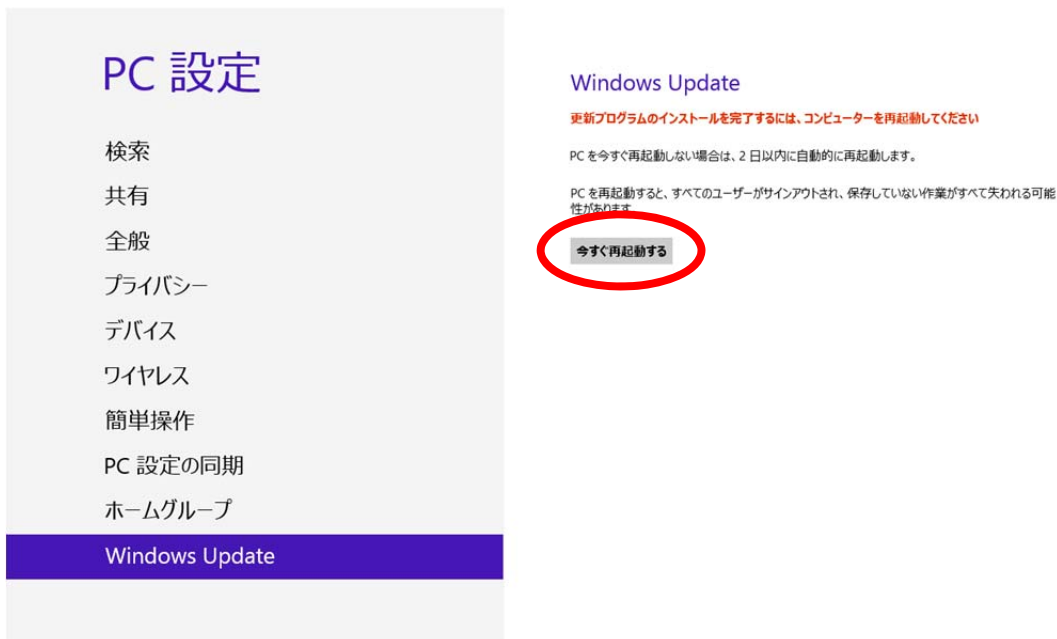 PC 設定
検索
共有
全般
プライバシー
デバイス
ワイヤレス
簡単操作
PC 設定の同期
ホームグループ
Windows Update
Windows Update
更新プログラムのインストールを完了するには、コンピューターを再起動してください
PC を今すぐ再起動しない場合は、2 日以内に自動的に再起動します。
PC を再起動すると、すべてのユーザーがサインアウトされ、保存していない作業がすべて失われる可能
性があります。
今すぐ再起動する